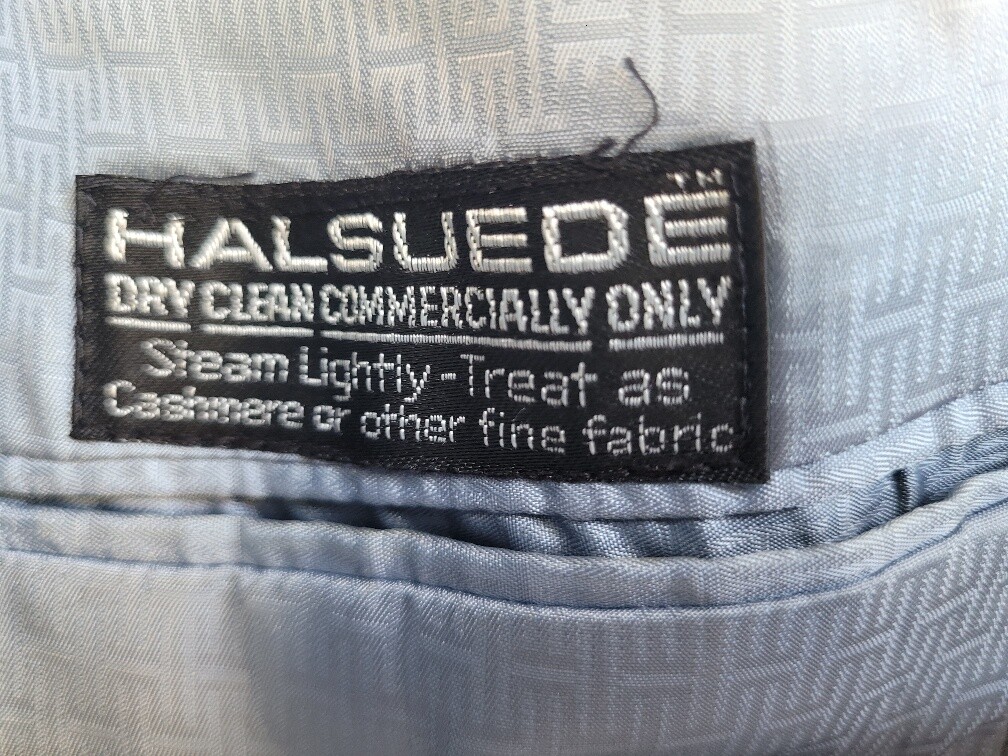 HALSUEDE™
DRY CLEAN COMMERCIALLY ONLY
Steam Lightly-Treat as
Cashmere or other fine fabric